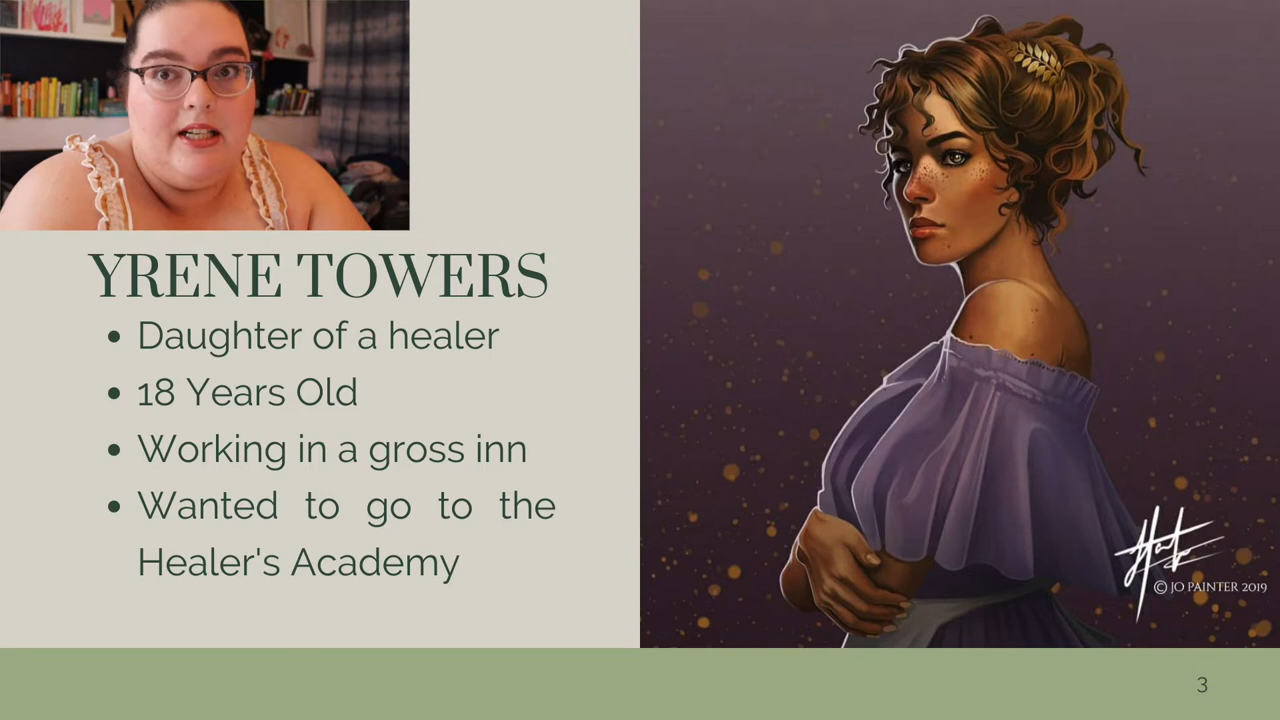 YRENE TOWERS
• Daughter of a healer
• 18 Years Old
• Working in a gross inn
• Wanted to go to the
Healer's Academy
© JO PAINTER 2019
3